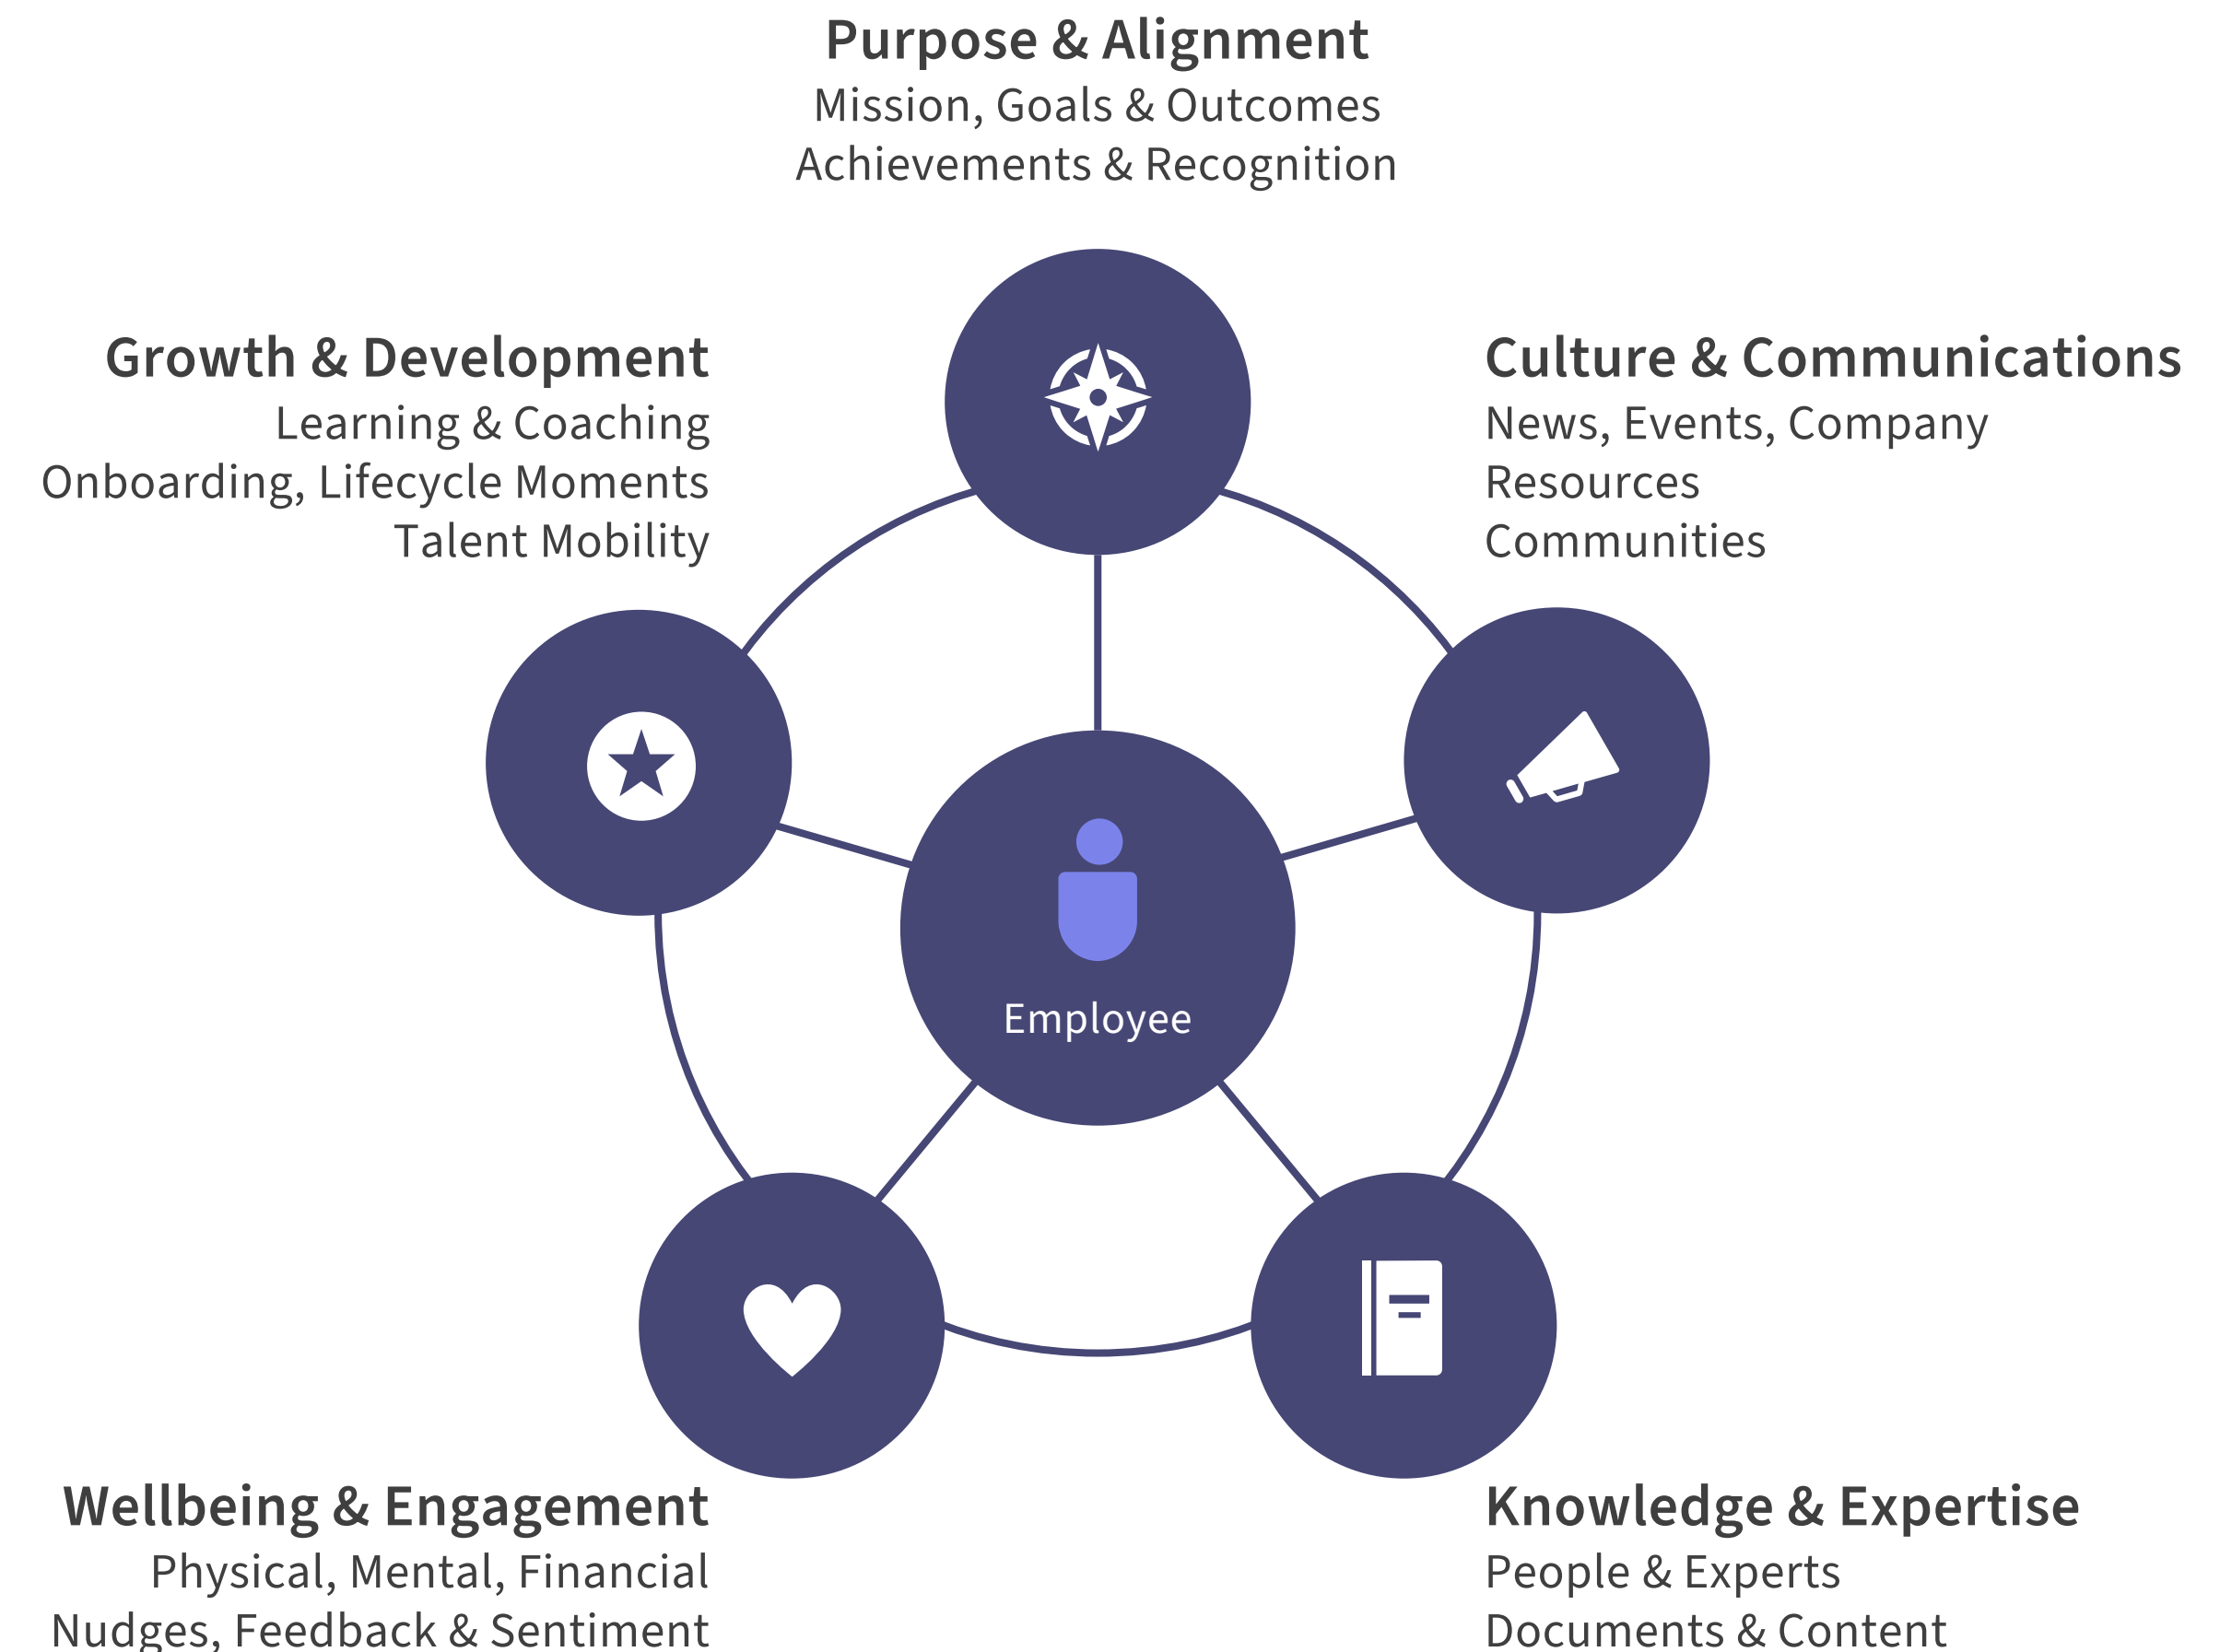 Purpose & Alignment
Mission, Goals & Outcomes
Achievements & Recognition
Growth & Development
Learning & Coaching
Onboarding, Lifecycle Moments
Talent Mobility
Culture & Communications
News, Events, Company
Resources
Communities
Employee
Wellbeing & Engagement
Physical, Mental, Financial
Nudges, Feedback & Sentiment
Knowledge & Expertise
People & Experts
Documents & Content